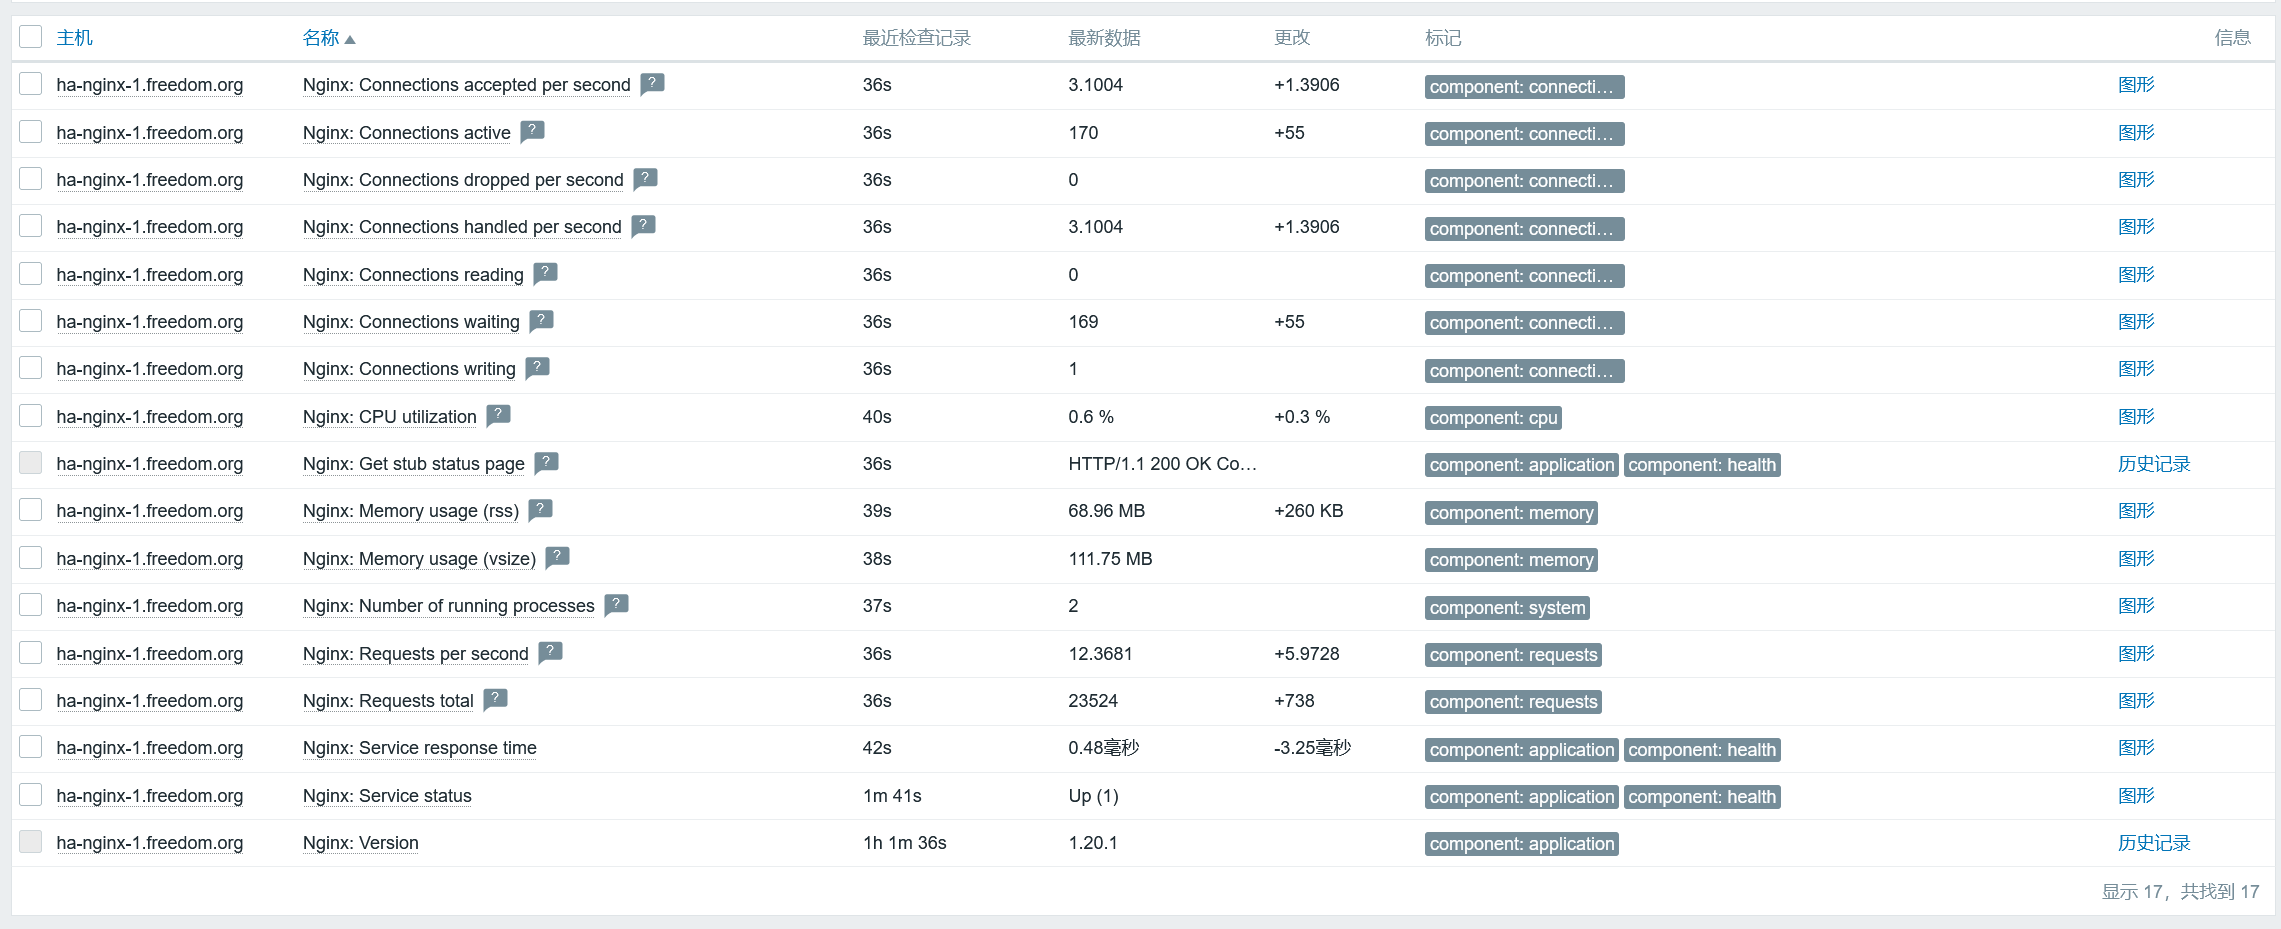 主机 名称 最近检查记录 最新数据 更改 标记 信息
ha-nginx-1.freedom.org Nginx: Connections accepted per second ? 36s 3.1004 +1.3906 component: connecti… 图形
ha-nginx-1.freedom.org Nginx: Connections active ? 36s 170 +55 component: connecti… 图形
ha-nginx-1.freedom.org Nginx: Connections dropped per second ? 36s 0 component: connecti… 图形
ha-nginx-1.freedom.org Nginx: Connections handled per second ? 36s 3.1004 +1.3906 component: connecti… 图形
ha-nginx-1.freedom.org Nginx: Connections reading ? 36s 0 component: connecti… 图形
ha-nginx-1.freedom.org Nginx: Connections waiting ? 36s 169 +55 component: connecti… 图形
ha-nginx-1.freedom.org Nginx: Connections writing ? 36s 1 component: connecti… 图形
ha-nginx-1.freedom.org Nginx: CPU utilization ? 40s 0.6 % +0.3 % component: cpu 图形
ha-nginx-1.freedom.org Nginx: Get stub status page ? 36s HTTP/1.1 200 OK Co… component: application component: health 历史记录
ha-nginx-1.freedom.org Nginx: Memory usage (rss) ? 39s 68.96 MB +260 KB component: memory 图形
ha-nginx-1.freedom.org Nginx: Memory usage (vsize) ? 38s 111.75 MB component: memory 图形
ha-nginx-1.freedom.org Nginx: Number of running processes ? 37s 2 component: system 图形
ha-nginx-1.freedom.org Nginx: Requests per second ? 36s 12.3681 +5.9728 component: requests 图形
ha-nginx-1.freedom.org Nginx: Requests total ? 36s 23524 +738 component: requests 图形
ha-nginx-1.freedom.org Nginx: Service response time 42s 0.48毫秒 -3.25毫秒 component: application component: health 图形
ha-nginx-1.freedom.org Nginx: Service status 1m 41s Up (1) component: application component: health 图形
ha-nginx-1.freedom.org Nginx: Version 1h 1m 36s 1.20.1 component: application 历史记录
显示 17，共找到 17